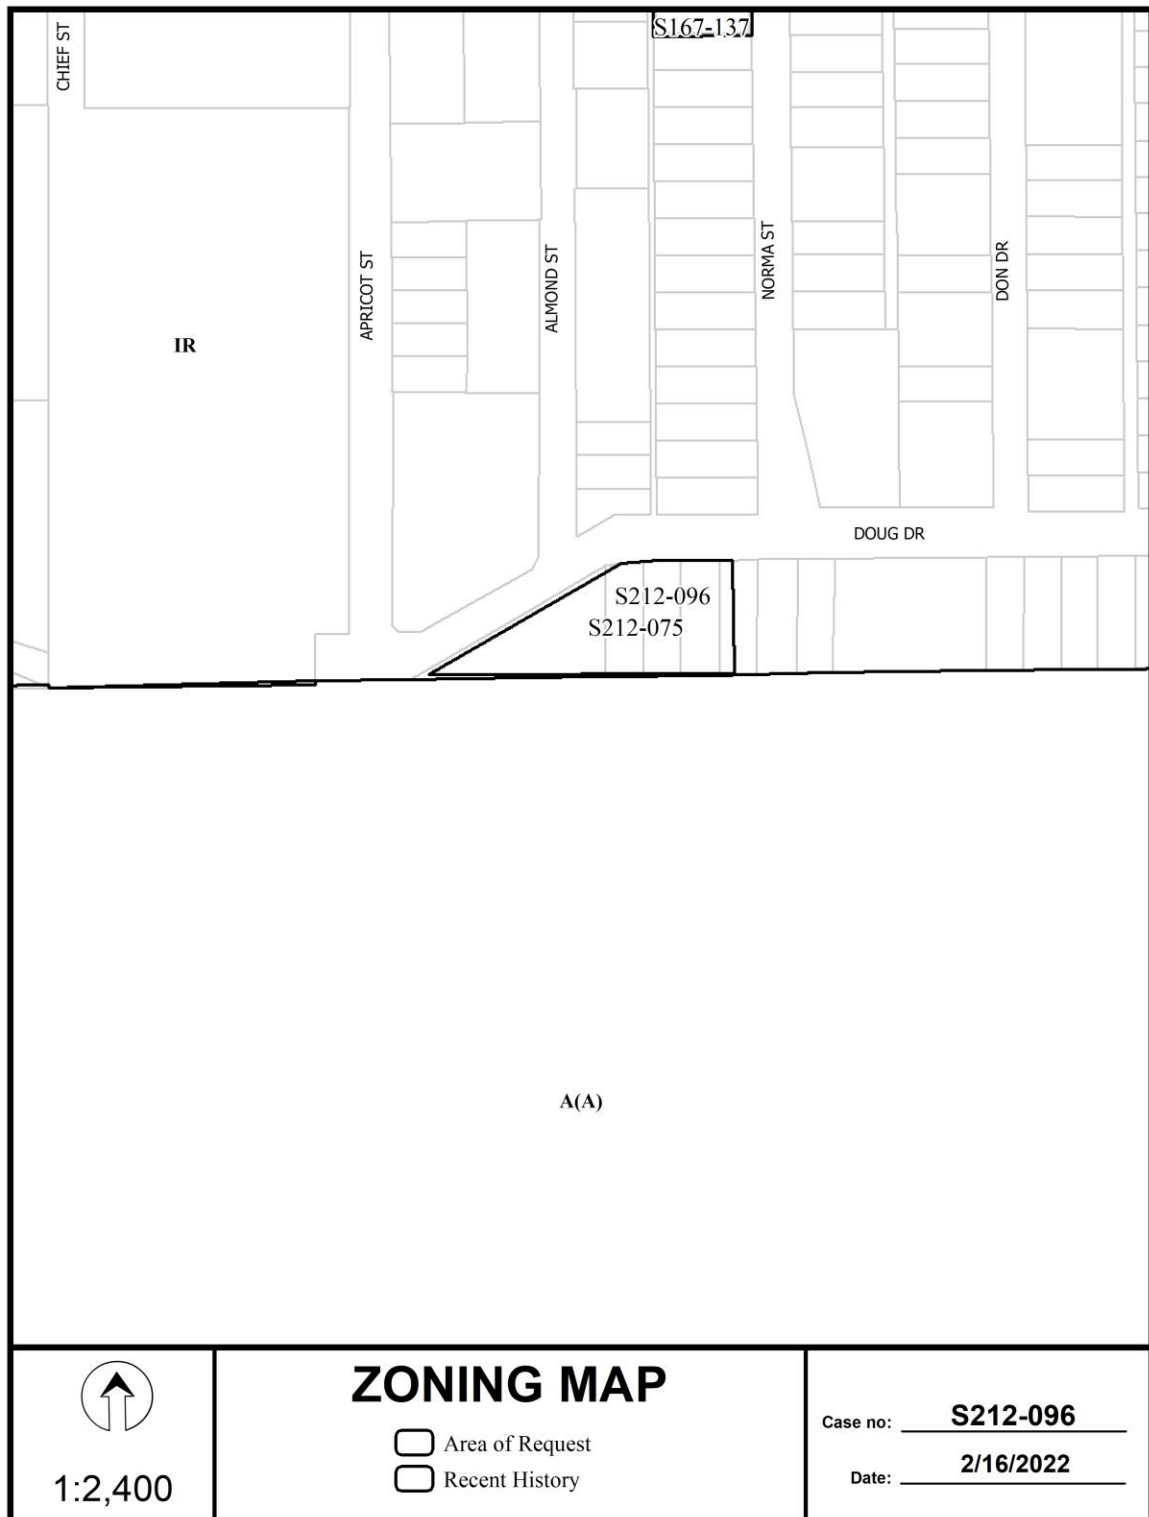 S167-137
CHIEF ST
APRICOT ST
ALMOND ST
NORMA ST
DON DR
IR
DOUG DR
S212-096
S212-075
A(A)
1:2,400
ZONING MAP
Area of Request
Recent History
Case no: S212-096
Date: 2/16/2022